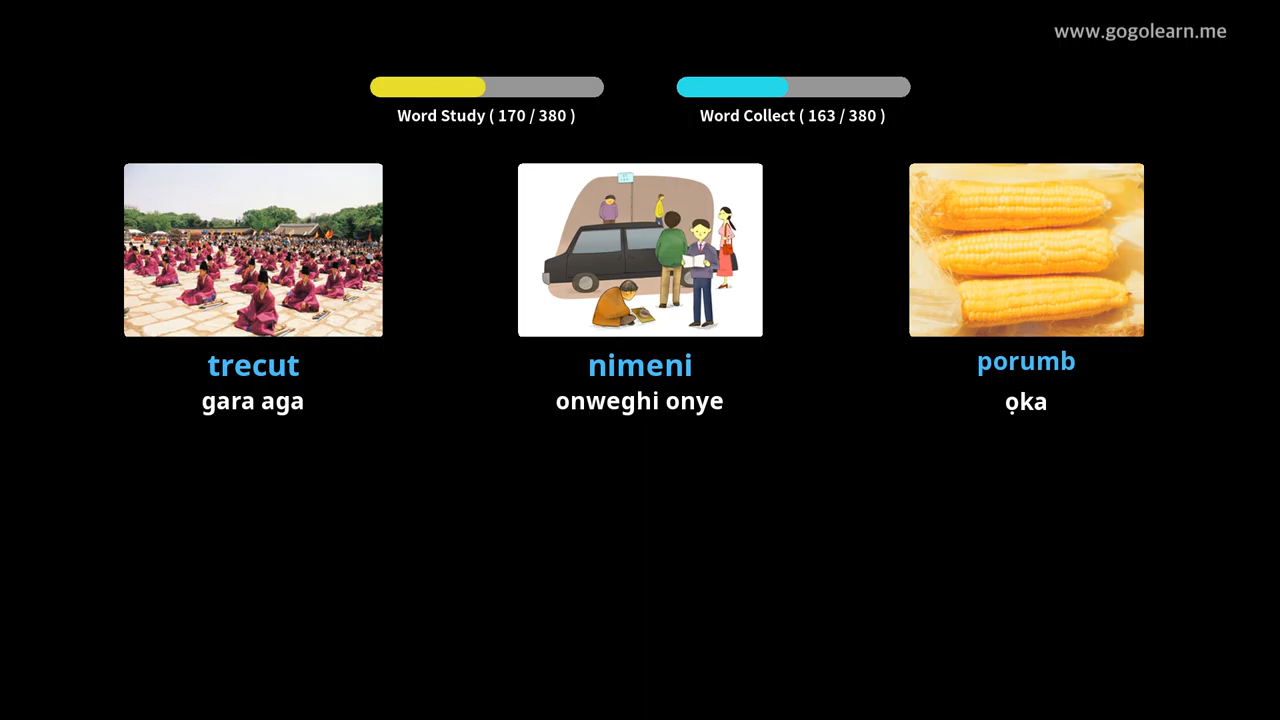 www.gogolearn.me
Word Study ( 170 / 380 )
Word Collect ( 163 / 380 )
trecut
gara aga
nimeni
onweghi onye
porumb
ọka